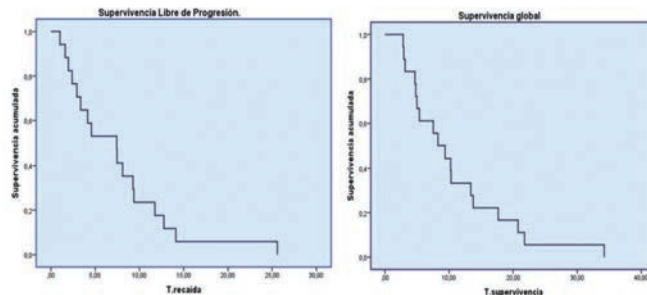 Supervivencia Libre de Progresión.
Supervivencia acumulada
1,0
0,8
0,6
0,4
0,2
0,0
,00 5,00 10,00 15,00 20,00 25,00 30,00
T.recaida
Supervivencia global
Supervivencia acumulada
1,0
0,8
0,6
0,4
0,2
0,0
,00 10,00 20,00 30,00 40,00
T.supervivencia